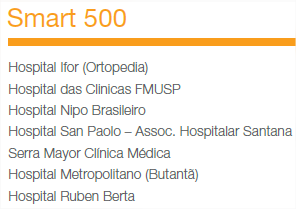 Smart 500
Hospital Ifor (Ortopedia)
Hospital das Clinicas FMUSP
Hospital Nipo Brasileiro
Hospital San Paolo – Assoc. Hospitalar Santana
Serra Mayor Clínica Médica
Hospital Metropolitano (Butantã)
Hospital Ruben Berta